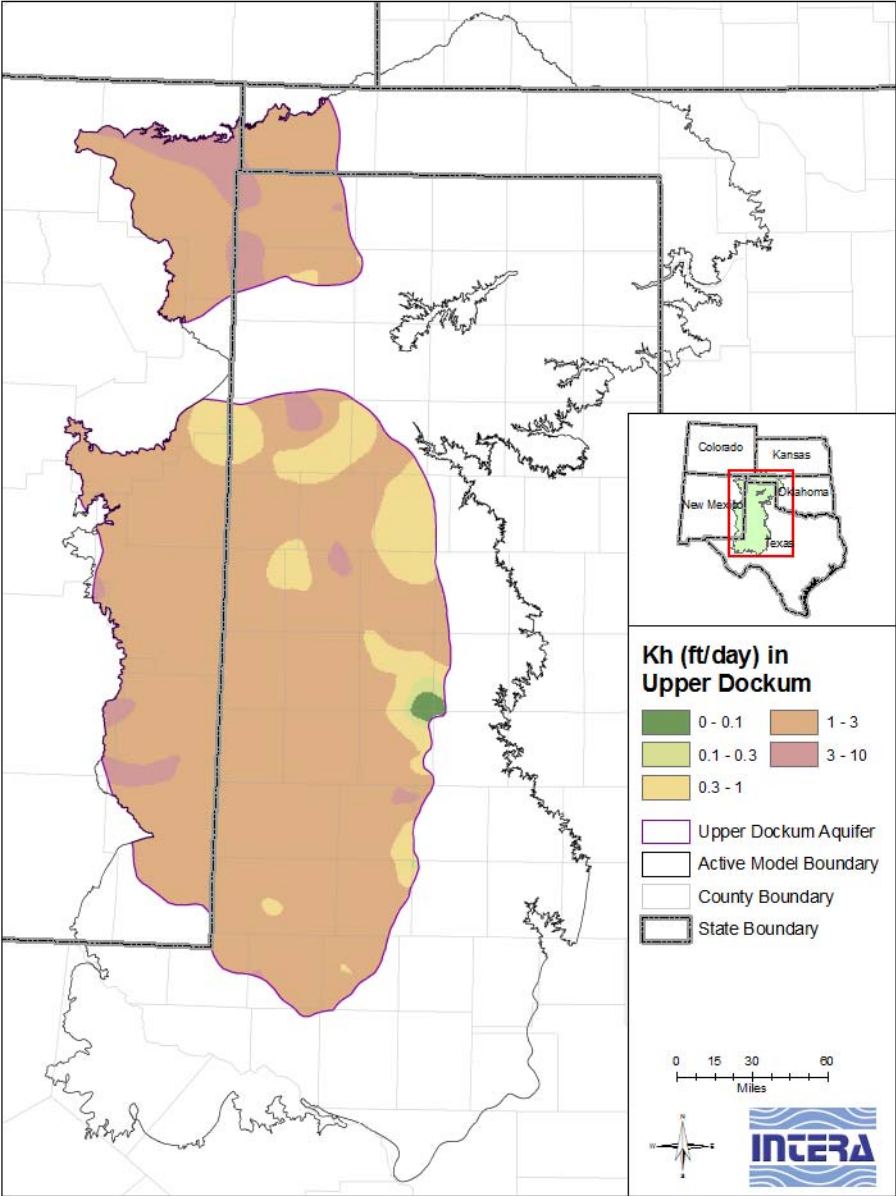 Colorado
Kansas
New Mexico
Oklahoma
Texas
Kh (ft/day) in
Upper Dockum
0 - 0.1
1 - 3
0.1 - 0.3
3 - 10
0.3 - 1
Upper Dockum Aquifer
Active Model Boundary
County Boundary
State Boundary
0 15 30 60
Miles
N
W E
S
INTERA